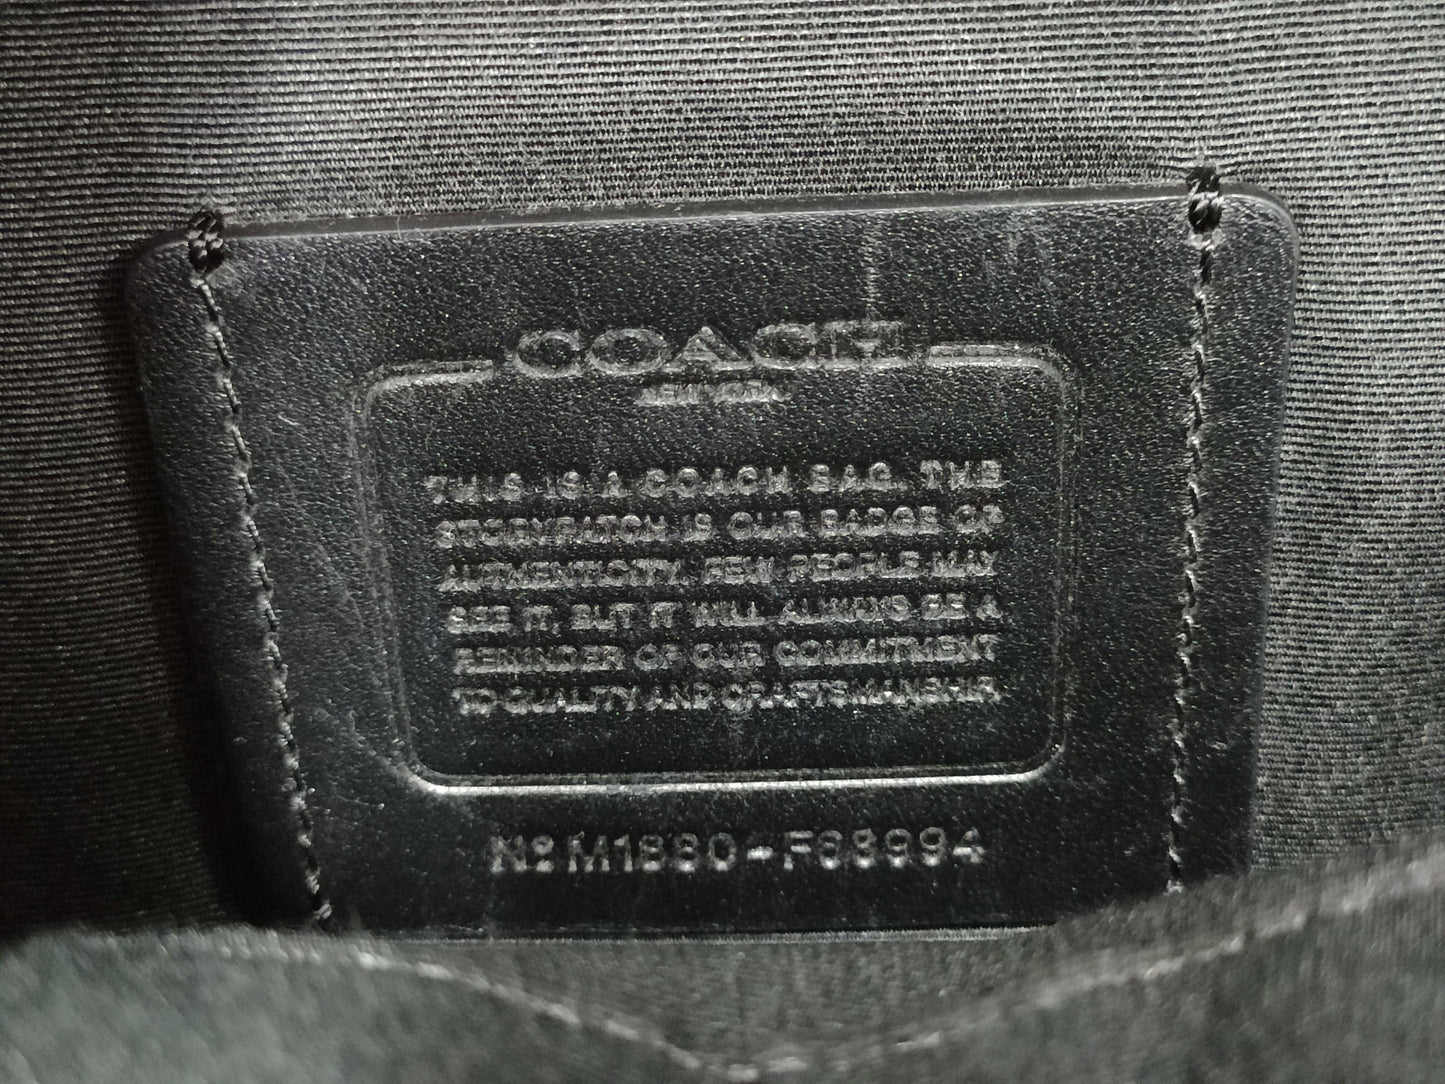 COACH
NEW YORK
THIS IS A COACH BAG. THE
STORYPATCH IS OUR BADGE OF
AUTHENTICITY. FEW PEOPLE MAY
SEE IT, BUT IT WILL ALWAYS BE A
REMINDER OF OUR COMMITMENT
TO QUALITY AND CRAFTSMANSHIP.
Nº M1880-F68994